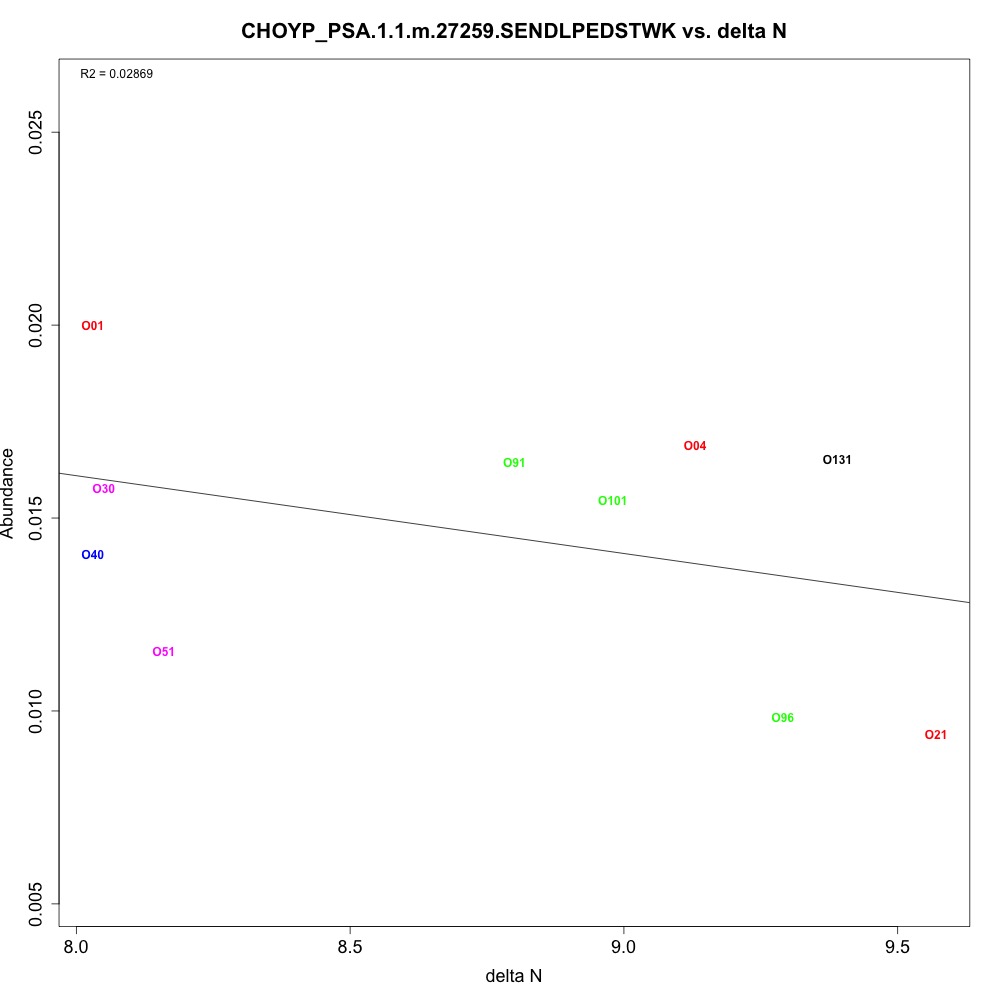 CHOYP_PSA.1.1.m.27259.SENDLPEDSTWK vs. delta N
R2 = 0.02869
0.025
0.020
0.015
0.010
0.005
Abundance
O01
O04
O131
O91
O30
O101
O40
O51
O96
O21
8.0 8.5 9.0 9.5
delta N